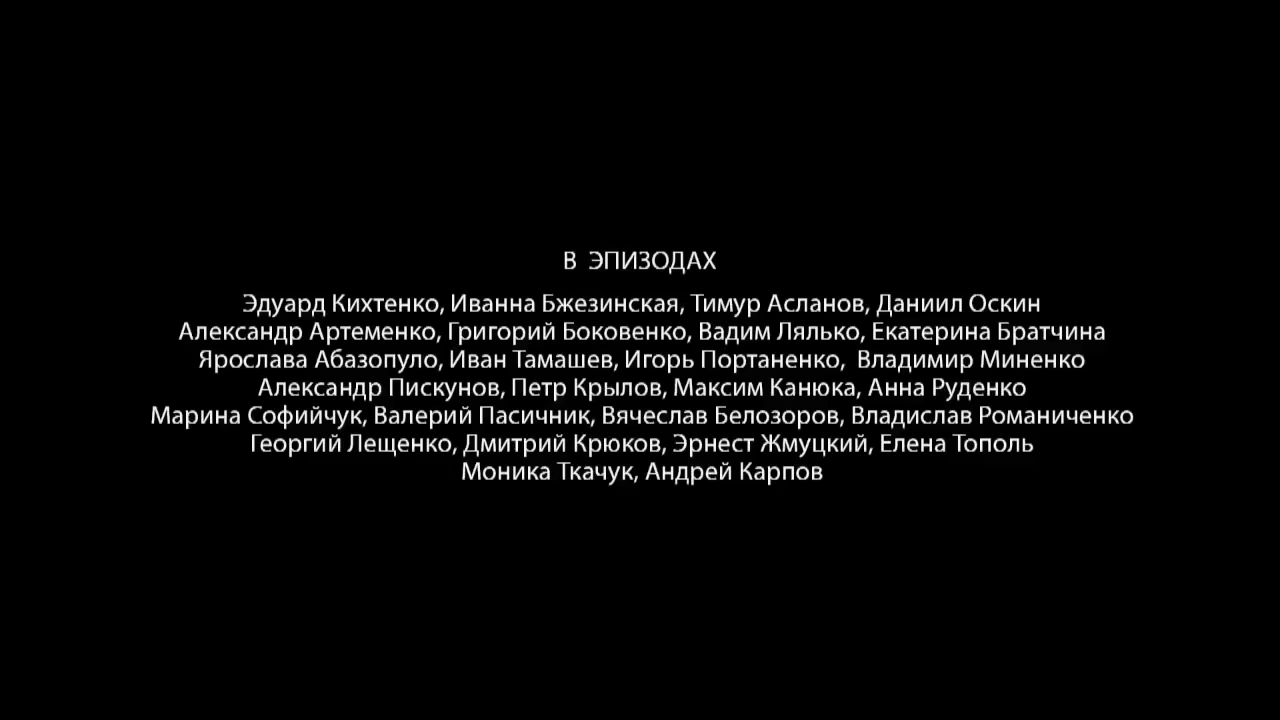 В ЭПИЗОДАХ
Эдуард Кихтенко, Иванна Бжезинская, Тимур Асланов, Даниил Оскин
Александр Артеменко, Григорий Боковенко, Вадим Лялько, Екатерина Братчина
Ярослава Абазопуло, Иван Тамашев, Игорь Портаненко, Владимир Миненко
Александр Пискунов, Петр Крылов, Максим Канюка, Анна Руденко
Марина Софийчук, Валерий Пасичник, Вячеслав Белозоров, Владислав Романиченко
Георгий Лещенко, Дмитрий Крюков, Эрнест Жмуцкий, Елена Тополь
Моника Ткачук, Андрей Карпов